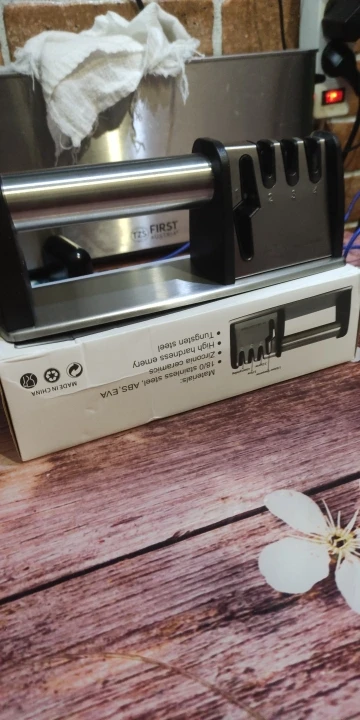 FIRST
Materials:
18/0 stainless steel, ABS, EVA
Zirconia ceramics
High hardness emery
Tungsten steel
MADE IN CHINA